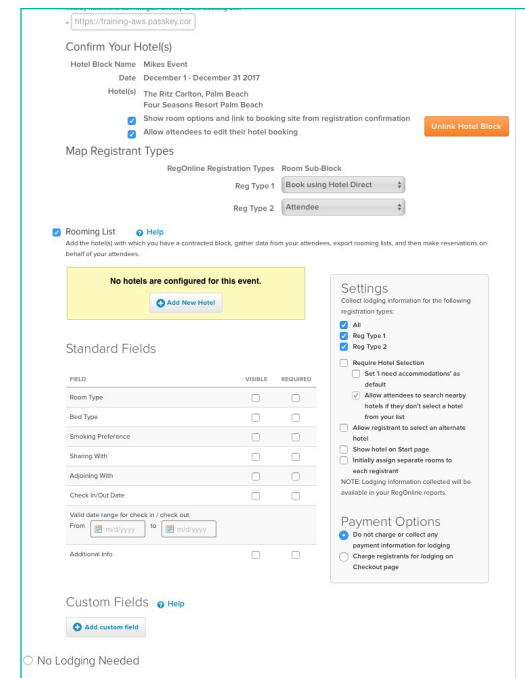 https://training-aws.passkey.cor
Confirm Your Hotel(s)
Hotel Block Name Mikes Event
Date December 1 - December 31 2017
Hotel(s) The Ritz Carlton, Palm Beach
Four Seasons Resort Palm Beach
Show room options and link to booking site from registration confirmation
Allow attendees to edit their hotel booking
Unlink Hotel Block
Map Registrant Types
RegOnline Registration Types Room Sub-Block
Reg Type 1 Book using Hotel Direct
Reg Type 2 Attendee
Rooming List Help
Add the hotel(s) with which you have a contracted block, gather data from your attendees, export rooming lists, and then make reservations on
behalf of your attendees.
No hotels are configured for this event.
Add New Hotel
Standard Fields
FIELD VISIBLE REQUIRED
Room Type
Bed Type
Smoking Preference
Sharing With
Adjoining With
Check In/Out Date
Valid date range for check in / check out
From m/d/yyyy to m/d/yyyy
Additional Info
Settings
Collect lodging information for the following
registration types:
All
Reg Type 1
Reg Type 2
Require Hotel Selection
Set 'I need accommodations' as
default
Allow attendees to search nearby
hotels if they don't select a hotel
from your list
Allow registrant to select an alternate
hotel
Show hotel on Start page
Initially assign separate rooms to
each registrant
NOTE: Lodging information collected will be
available in your RegOnline reports.
Payment Options
Do not charge or collect any
payment information for lodging
Charge registrants for lodging on
Checkout page
Custom Fields Help
Add custom field
No Lodging Needed